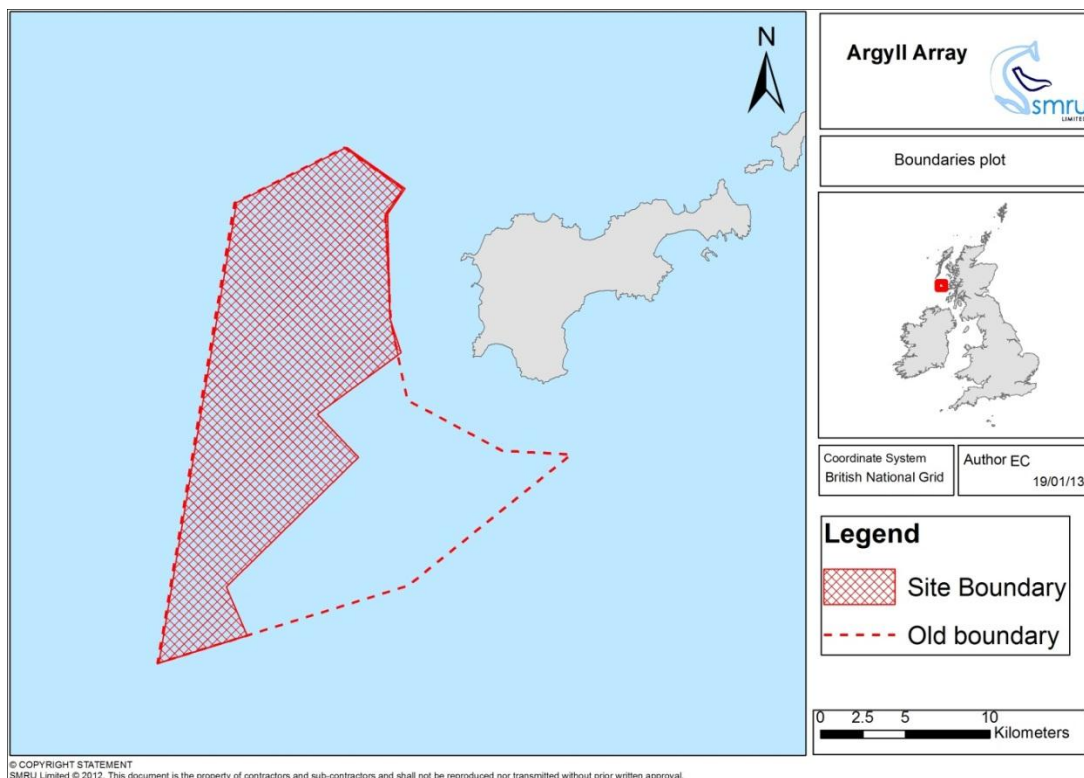 N
Argyll Array
smru
LIMITED
Boundaries plot
Coordinate System
British National Grid
Author EC
19/01/13
Legend
Site Boundary
Old boundary
0 2.5 5 10
Kilometers
© COPYRIGHT STATEMENT
SMRU Limited © 2012. This document is the property of contractors and sub-contractors and shall not be reproduced nor transmitted without prior written approval.